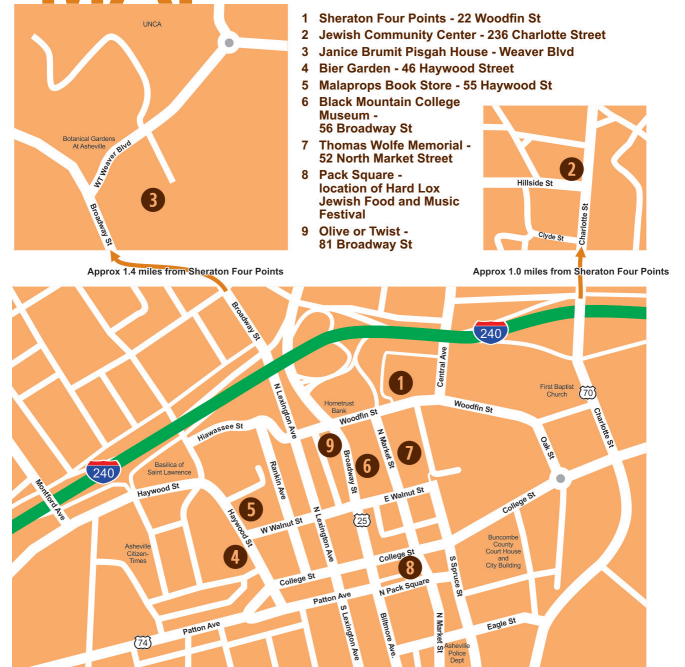 UNCA
Botanical Gardens
At Asheville
WT Weaver Blvd
Broadway St
3
1 Sheraton Four Points - 22 Woodfin St
2 Jewish Community Center - 236 Charlotte Street
3 Janice Brumit Pisgah House - Weaver Blvd
4 Bier Garden - 46 Haywood Street
5 Malaprops Book Store - 55 Haywood St
6 Black Mountain College
Museum -
56 Broadway St
7 Thomas Wolfe Memorial -
52 North Market Street
8 Pack Square -
location of Hard Lox
Jewish Food and Music
Festival
9 Olive or Twist -
81 Broadway St
2
Hillside St
Clyde St
Charlotte St
Approx 1.4 miles from Sheraton Four Points
Approx 1.0 miles from Sheraton Four Points
Broadway St
240
Central Ave
N Lexington Ave
1
First Baptist
Church
70
Hometrust
Bank
Woodfin St
Woodfin St
Charlotte St
Hiawassee St
9
N Market St
7
Oak St
Basilica of
Saint Lawrence
Rankin Ave
Broadway St
6
240
Haywood St
Montford Ave
E Walnut St
College St
5
Haywood St
N Lexington Ave
25
W Walnut St
Asheville
Citizen-
Times
4
Buncombe
County
Court House
and
City Building
College St
8
S Spruce St
College St
N Pack Square
Patton Ave
Patton Ave
74
S Lexington Ave
Biltmore Ave.
N Market St
Eagle St
Asheville
Police
Dept